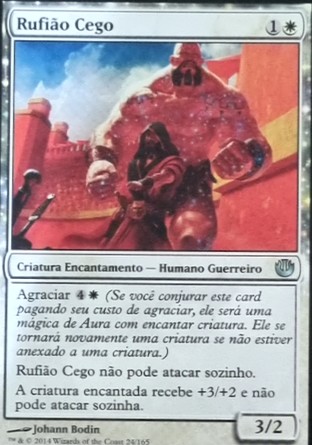 Rufião Cego 1
Criatura Encantamento — Humano Guerreiro
Agraciar 4 (Se você conjurar este card
pagando seu custo de agraciar, ele será uma
mágica de Aura com encantar criatura. Ele se
tornará novamente uma criatura se não estiver
anexado a uma criatura.)
Rufião Cego não pode atacar sozinho.
A criatura encantada recebe +3/+2 e não
pode atacar sozinha.
Johann Bodin
3/2
™ & © 2014 Wizards of the Coast 24/165